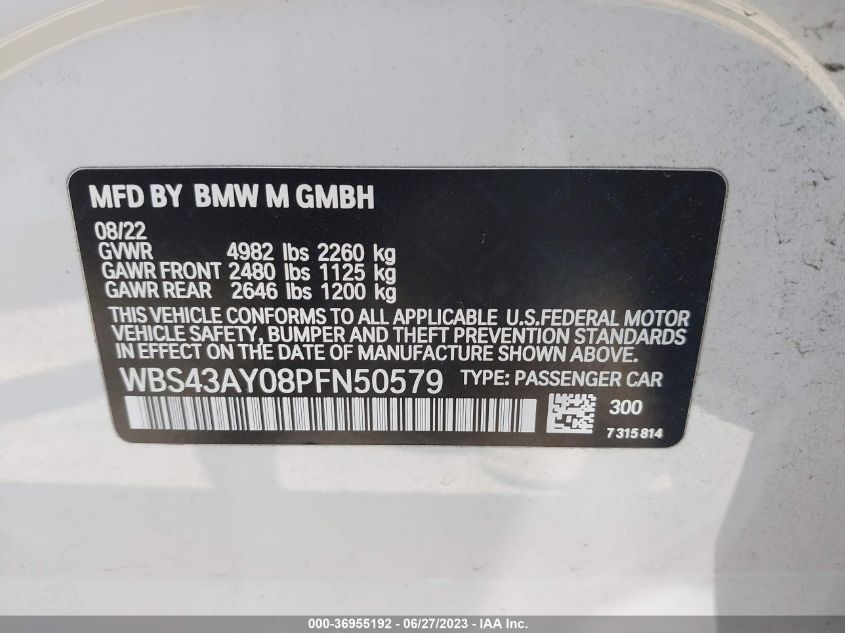 MFD BY BMW M GMBH
08/22
GVWR 4982 lbs 2260 kg
GAWR FRONT 2480 lbs 1125 kg
GAWR REAR 2646 lbs 1200 kg
THIS VEHICLE CONFORMS TO ALL APPLICABLE U.S.FEDERAL MOTOR
VEHICLE SAFETY, BUMPER AND THEFT PREVENTION STANDARDS
IN EFFECT ON THE DATE OF MANUFACTURE SHOWN ABOVE.
WBS43AY08PFN50579 TYPE: PASSENGER CAR
300
7315814
000-36955192 - 06/27/2023 - IAA Inc.